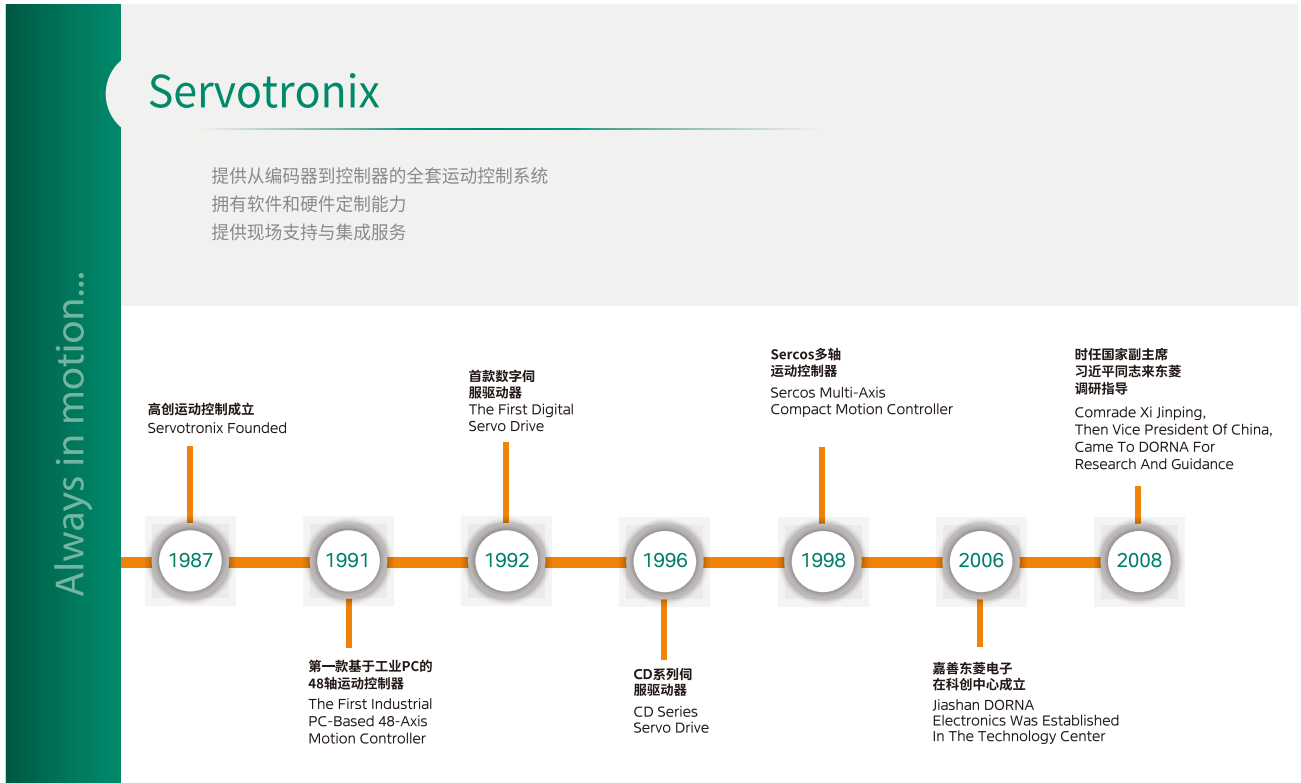 Servotronix
提供从编码器到控制器的全套运动控制系统
拥有软件和硬件定制能力
提供现场支持与集成服务
Always in motion...
高创运动控制成立
Servotronix Founded
1987
1991
第一款基于工业PC的
48轴运动控制器
The First Industrial
PC-Based 48-Axis
Motion Controller
首款数字伺
服驱动器
The First Digital
Servo Drive
1992
1996
CD系列伺
服驱动器
CD Series
Servo Drive
Sercos多轴
运动控制器
Sercos Multi-Axis
Compact Motion Controller
1998
2006
嘉善东菱电子
在科创中心成立
Jiashan DORNA
Electronics Was Established
In The Technology Center
时任国家副主席
习近平同志来东菱
调研指导
Comrade Xi Jinping,
Then Vice President Of China,
Came To DORNA For
Research And Guidance
2008